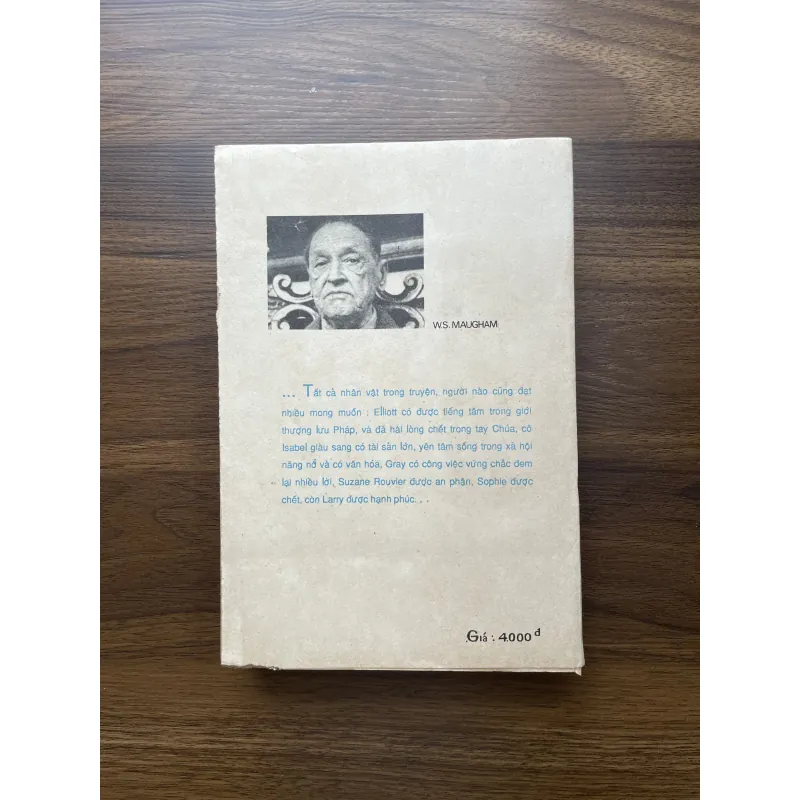 W.S. MAUGHAM
... Tất cả nhân vật trong truyện, người nào cũng đạt
nhiều mong muốn : Elliott có được tiếng tăm trong giới
thượng lưu Pháp, và đã hài lòng chết trong tay Chúa, cô
Isabel giàu sang có tài sản lớn, yên tâm sống trong xã hội
năng nổ và có văn hóa, Gray có công việc vững chắc đem
lại nhiều lời, Suzane Rouvier được an phận, Sophie được
chết, còn Larry được hạnh phúc. . .
Giá : 4.000đ